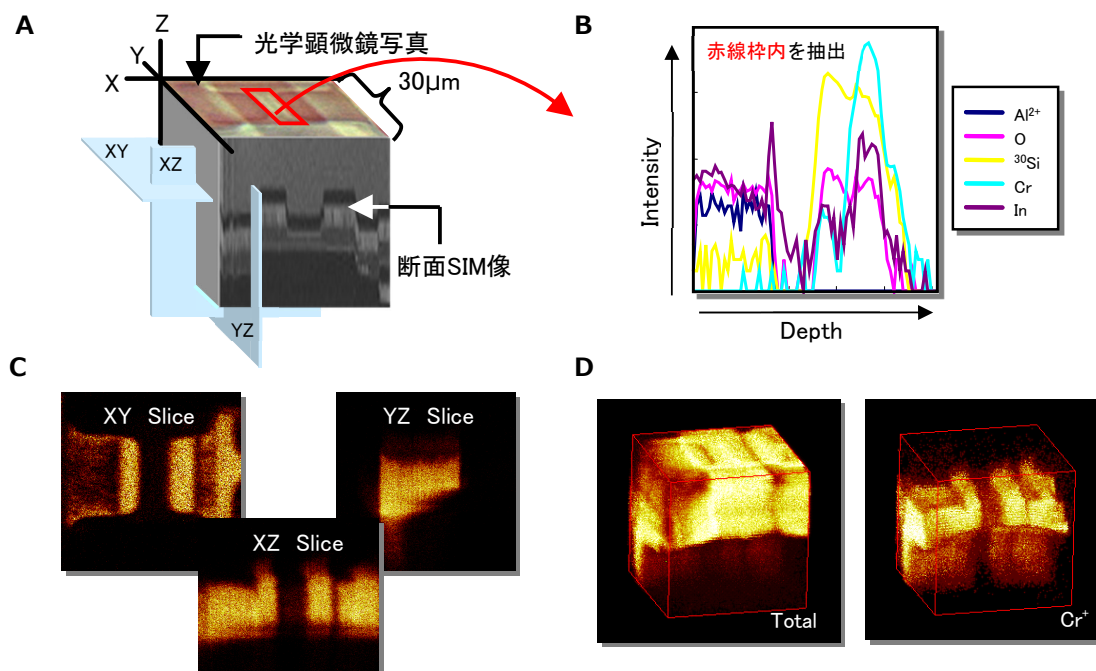 A
Z
Y
X
光学顕微鏡写真
30μm
XY
XZ
断面SIM像
YZ
B
赤線枠内を抽出
Intensity
Depth
Al²⁺
O
³⁰Si
Cr
In
C
XY Slice
YZ Slice
XZ Slice
D
Total
Cr⁺